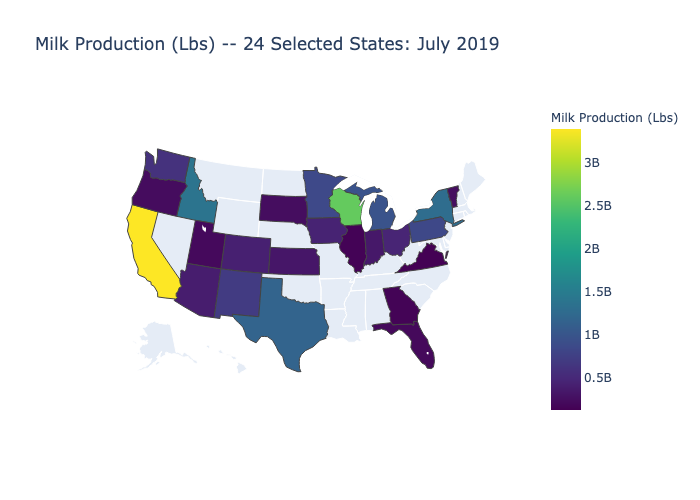 Milk Production (Lbs) -- 24 Selected States: July 2019
Milk Production (Lbs)
3B
2.5B
2B
1.5B
1B
0.5B